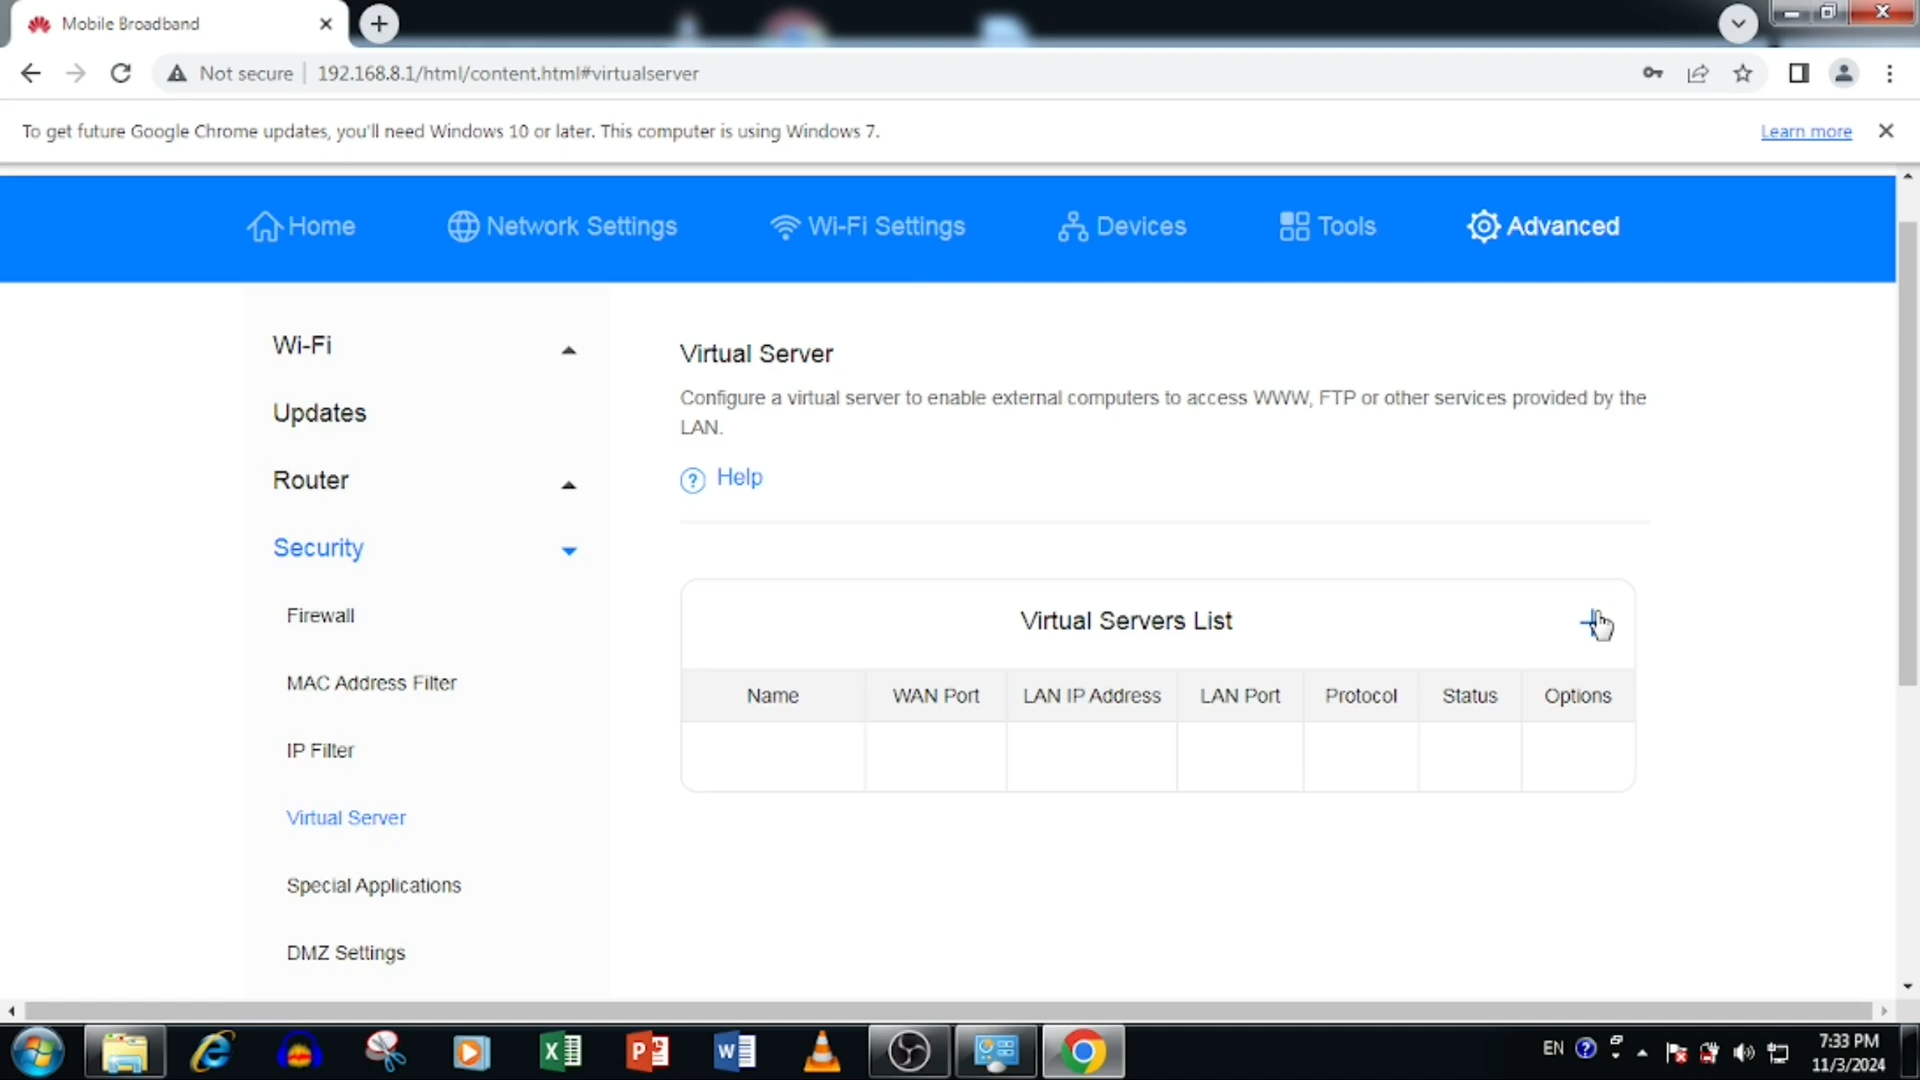 Mobile Broadband
Not secure
192.168.8.1/html/content.html#virtualserver
To get future Google Chrome updates, you'll need Windows 10 or later. This computer is using Windows 7.
Learn more
Home
Network Settings
Wi-Fi Settings
Devices
Tools
Advanced
Wi-Fi
Updates
Router
Security
Firewall
MAC Address Filter
IP Filter
Virtual Server
Special Applications
DMZ Settings
Virtual Server
Configure a virtual server to enable external computers to access WWW, FTP or other services provided by the
LAN.
? Help
Virtual Servers List
Name WAN Port LAN IP Address LAN Port Protocol Status Options
EN
7:33 PM
11/3/2024